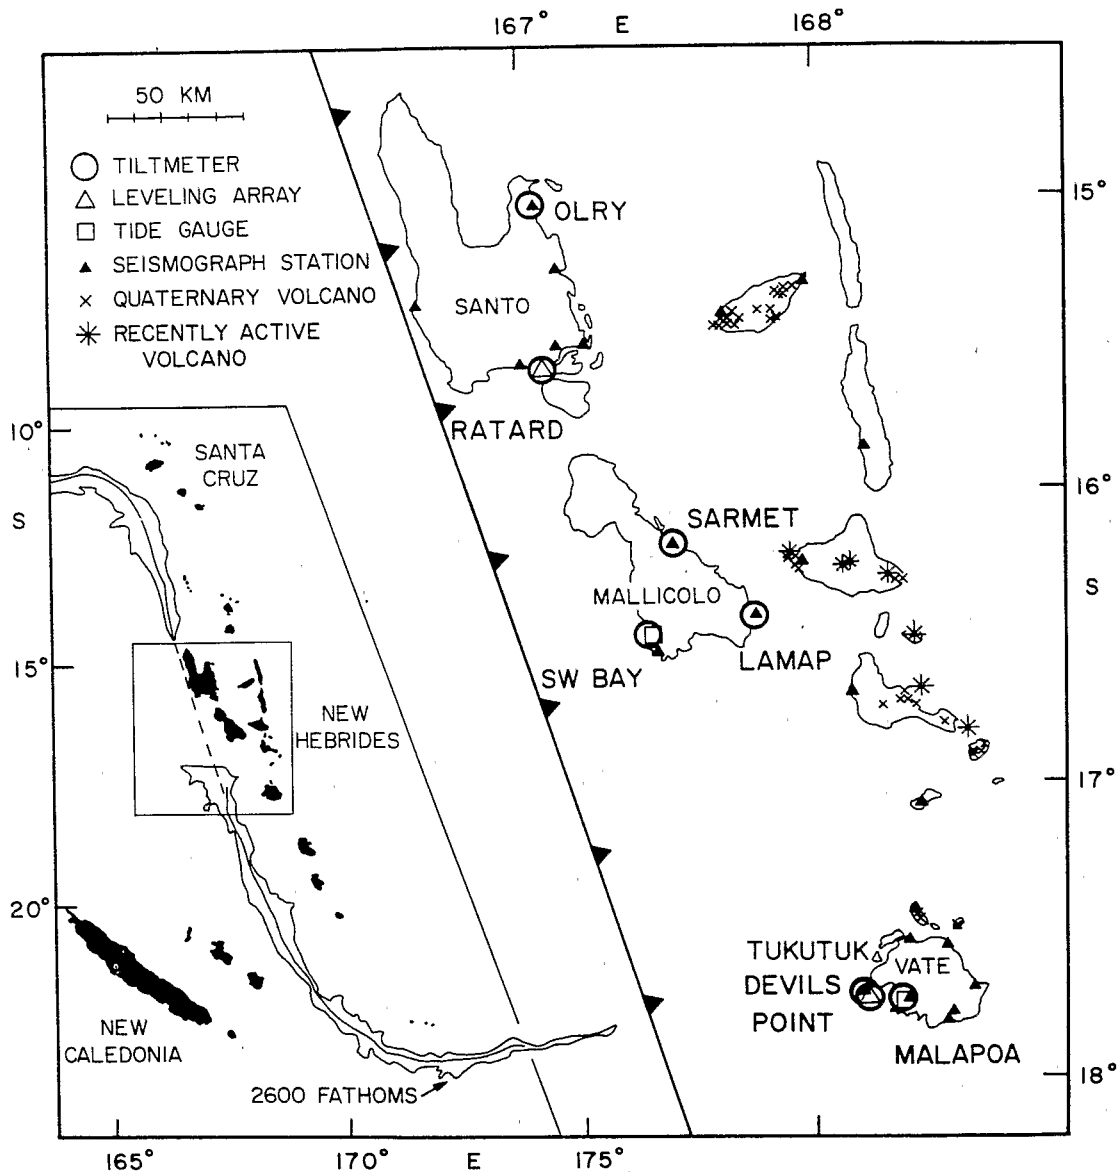 167° E 168°
50 KM
TILTMETER
LEVELING ARRAY
TIDE GAUGE
SEISMOGRAPH STATION
QUATERNARY VOLCANO
RECENTLY ACTIVE
VOLCANO
OLRY
SANTO
RATARD
SARMET
MALLICOLO
LAMAP
SW BAY
TUKUTUK
DEVILS
POINT
VATE
MALAPOA
15°
16°
S
17°
18°
10°
S
15°
20°
SANTA
CRUZ
NEW
HEBRIDES
NEW
CALEDONIA
2600 FATHOMS
165° 170° E 175°